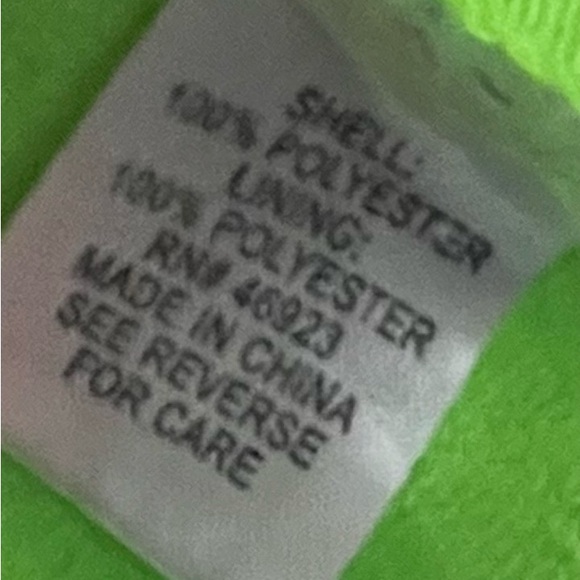 SHELL:
100% POLYESTER
LINING:
100% POLYESTER
RN# 46923
MADE IN CHINA
SEE REVERSE
FOR CARE